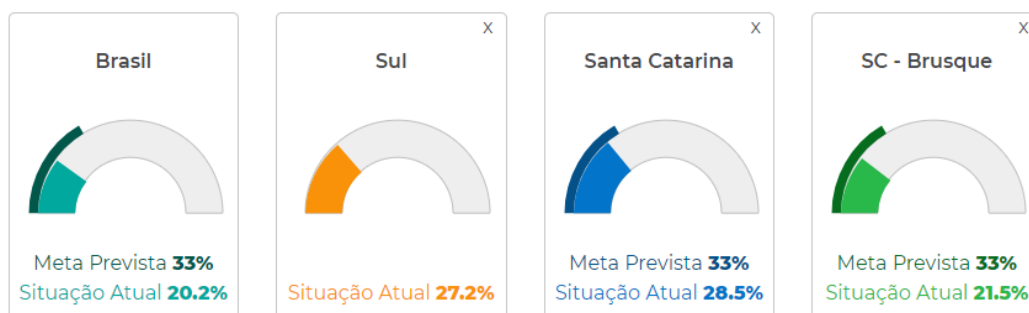 Brasil
Meta Prevista 33%
Situação Atual 20.2%
X
Sul
Situação Atual 27.2%
X
Santa Catarina
Meta Prevista 33%
Situação Atual 28.5%
X
SC - Brusque
Meta Prevista 33%
Situação Atual 21.5%